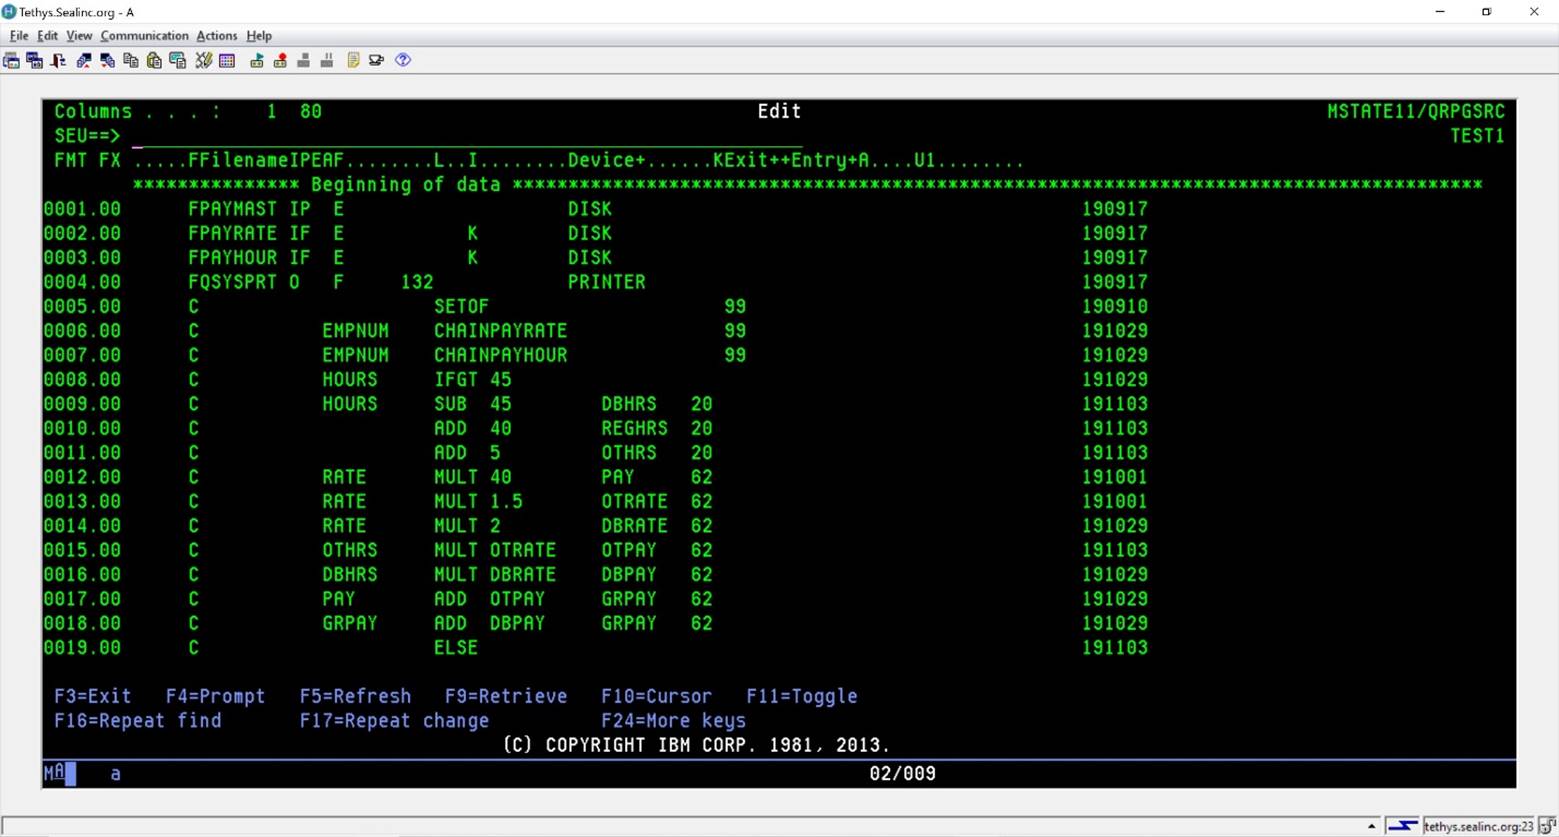 Tethys.Sealinc.org - A
File Edit View Communication Actions Help
Columns . . . : 1 80 Edit MSTATE11/QRPGSRC
SEU==> TEST1
FMT FX .....FFilenameIPEAF........L..I........Device+......KExit++Entry+A....U1........
*************** Beginning of data ****************************************************************************************
0001.00 FPAYMAST IP E DISK 190917
0002.00 FPAYRATE IF E K DISK 190917
0003.00 FPAYHOUR IF E K DISK 190917
0004.00 FQSYSPRT O F 132 PRINTER 190917
0005.00 C SETOF 99 190910
0006.00 C EMPNUM CHAINPAYRATE 99 191029
0007.00 C EMPNUM CHAINPAYHOUR 99 191029
0008.00 C HOURS IFGT 45 191029
0009.00 C HOURS SUB 45 DBHRS 20 191103
0010.00 C ADD 40 REGHRS 20 191103
0011.00 C ADD 5 OTHRS 20 191103
0012.00 C RATE MULT 40 PAY 62 191001
0013.00 C RATE MULT 1.5 OTRATE 62 191001
0014.00 C RATE MULT 2 DBRATE 62 191029
0015.00 C OTHRS MULT OTRATE OTPAY 62 191103
0016.00 C DBHRS MULT DBRATE DBPAY 62 191029
0017.00 C PAY ADD OTPAY GRPAY 62 191029
0018.00 C GRPAY ADD DBPAY GRPAY 62 191029
0019.00 C ELSE 191103
F3=Exit F4=Prompt F5=Refresh F9=Retrieve F10=Cursor F11=Toggle
F16=Repeat find F17=Repeat change F24=More keys
(C) COPYRIGHT IBM CORP. 1981, 2013.
MA a 02/009
tethys.sealinc.org:23